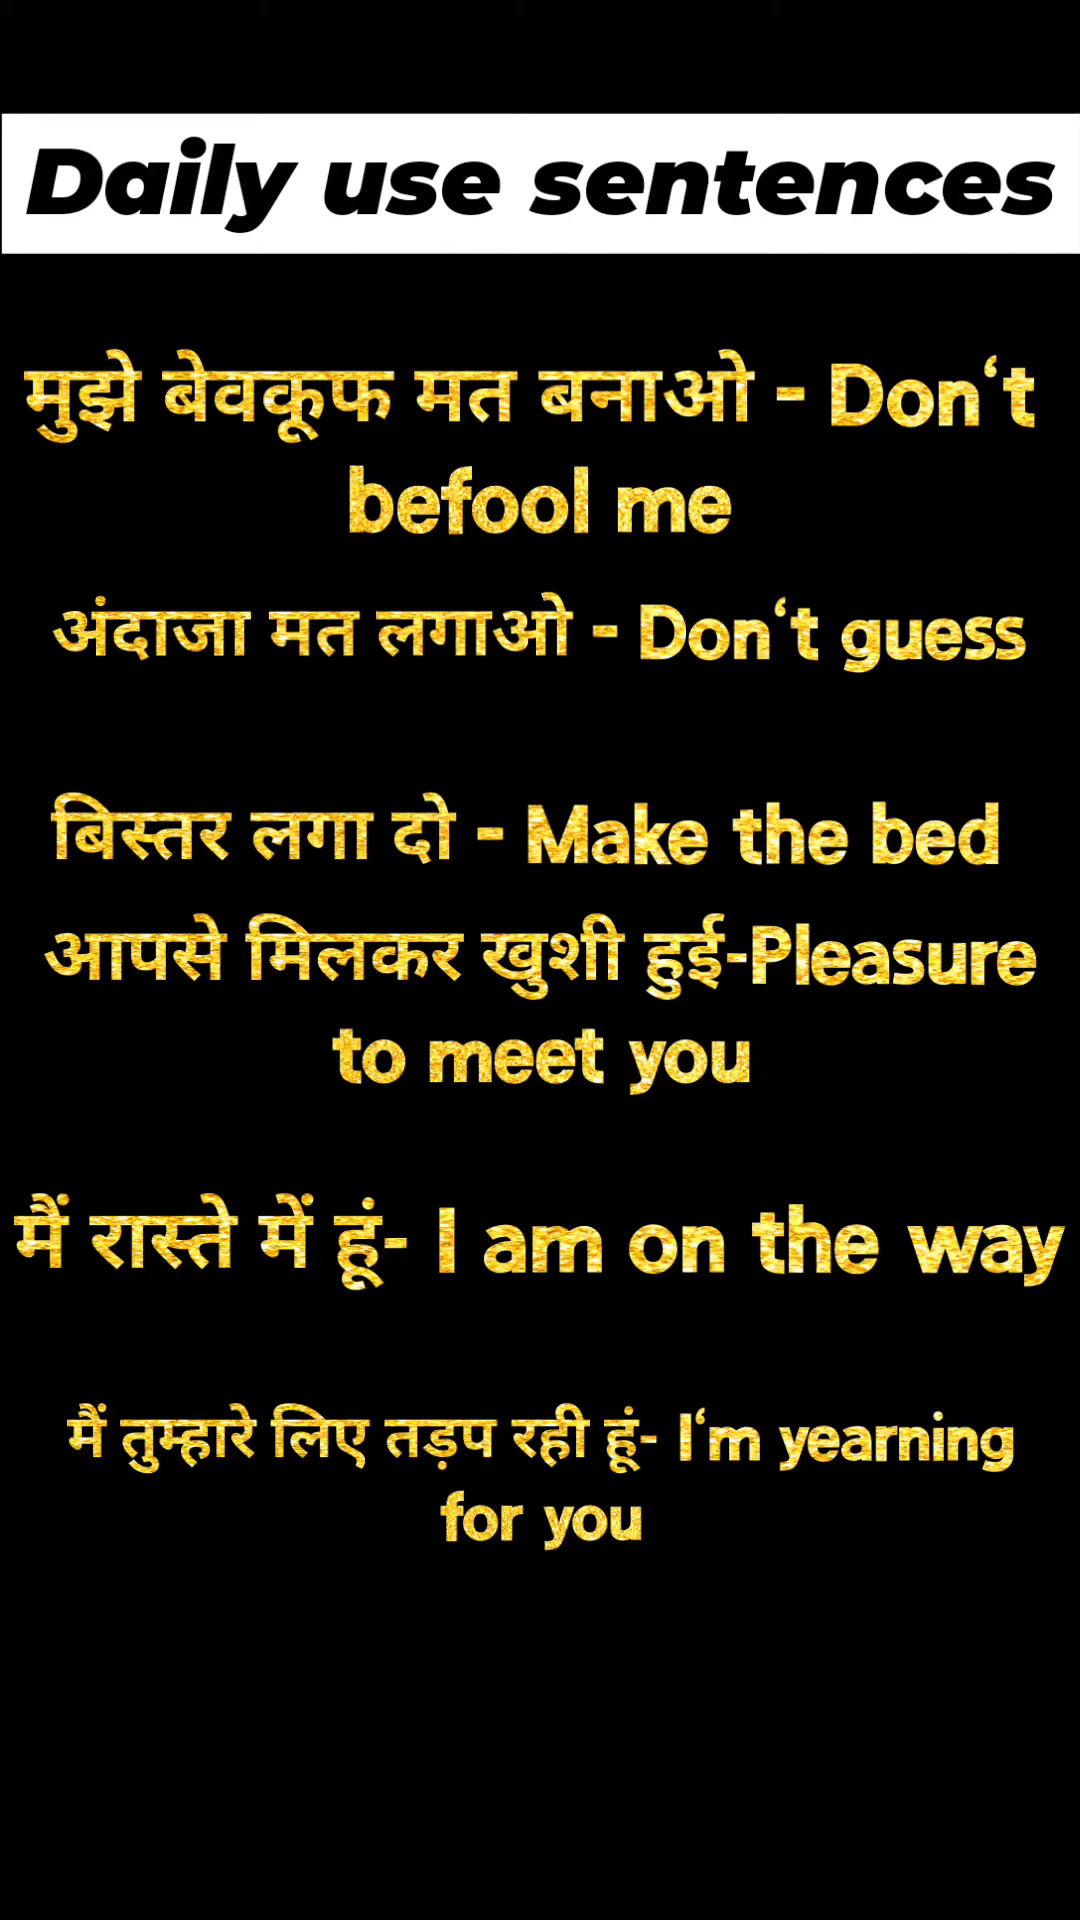 Daily use sentences
मुझे बेवकूफ मत बनाओ - Don‘t
befool me
अंदाजा मत लगाओ - Don‘t guess
बिस्तर लगा दो - Make the bed
आपसे मिलकर खुशी हुई-Pleasure
to meet you
मैं रास्ते में हूं- I am on the way
मैं तुम्हारे लिए तड़प रही हूं- I‘m yearning
for you